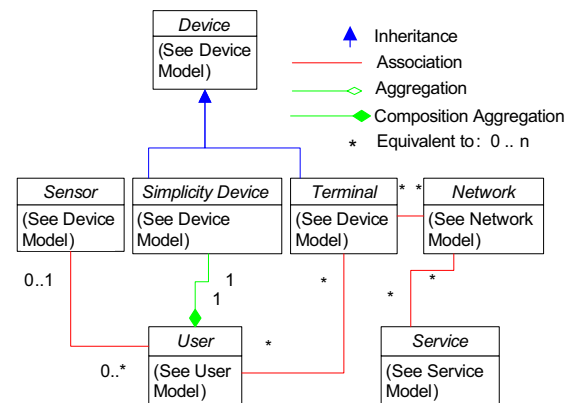 Device
(See Device
Model)
Inheritance
Association
Aggregation
Composition Aggregation
* Equivalent to: 0 .. n
Sensor
(See Device
Model)
Simplicity Device
(See Device
Model)
Terminal
(See Device
Model)
* *
Network
(See Network
Model)
0..1
1
1
*
*
*
User
(See User
Model)
0..*
*
Service
(See Service
Model)